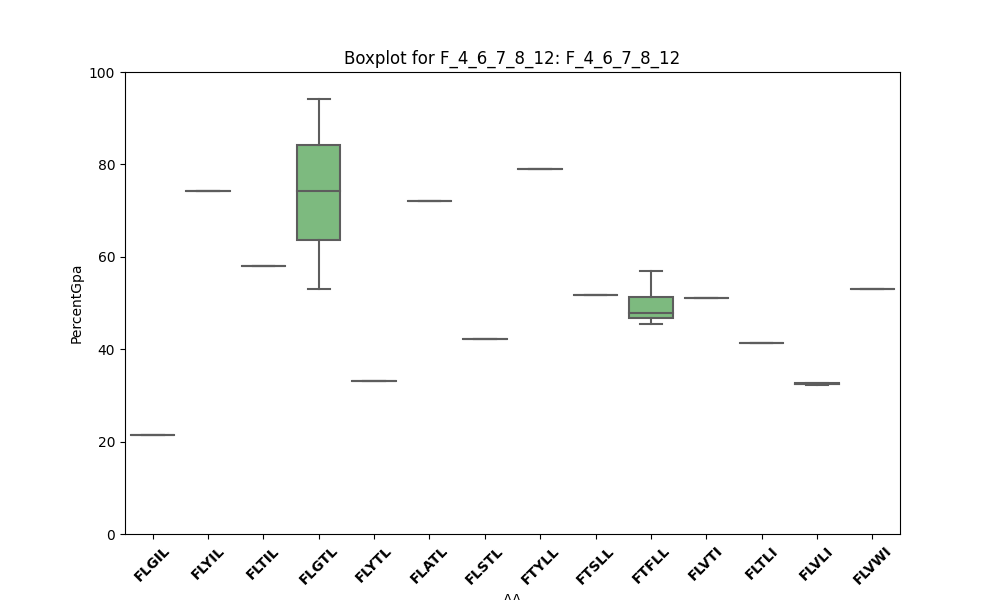 Boxplot for F_4_6_7_8_12: F_4_6_7_8_12
PercentGpa
100
80
60
40
20
0
FLGIL FLYIL FLTIL FLGTL FLYTL FLATL FLSTL FTYLL FTSLL FTFLL FLVTI FLTLI FLVLI FLVWI
AA